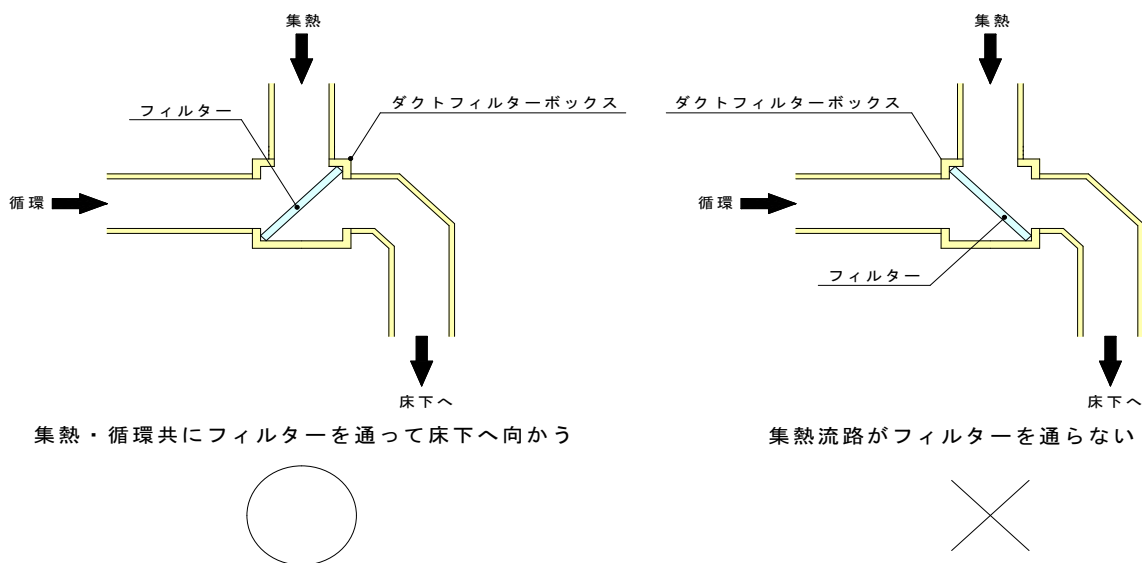 集熱
フィルター
ダクトフィルターボックス
循環
床下へ
集熱・循環共にフィルターを通って床下へ向かう
集熱
ダクトフィルターボックス
循環
フィルター
床下へ
集熱流路がフィルターを通らない